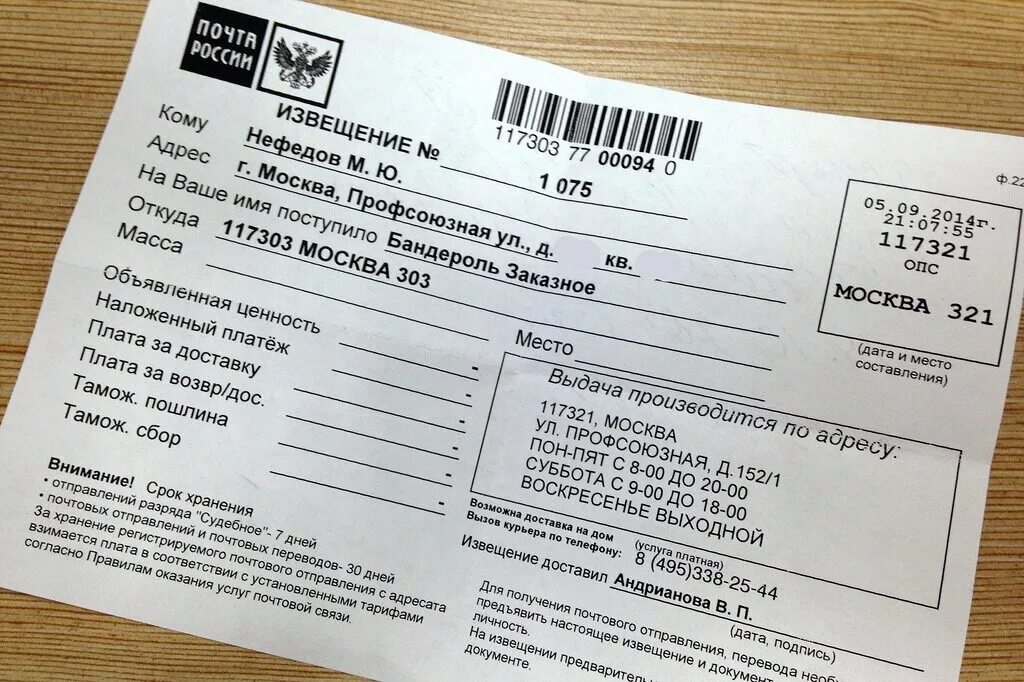 ПОЧТА
РОССИИ
ИЗВЕЩЕНИЕ № 1 075
117303 77 00094 0
ф.22
Кому Нефедов М. Ю.
Адрес г. Москва, Профсоюзная ул., д. кв.
На Ваше имя поступило Бандероль Заказное
Откуда 117303 МОСКВА 303
Масса
05.09.2014г.
21:07:55
117321
ОПС
МОСКВА 321
(дата и место
составления)
Объявленная ценность -
Наложенный платёж -
Плата за доставку -
Плата за возвр/дос. -
Тамож. пошлина -
Тамож. сбор -
Место
Выдача производится по адресу:
117321, МОСКВА
УЛ. ПРОФСОЮЗНАЯ, Д.152/1
ПОН-ПЯТ С 8-00 ДО 20-00
СУББОТА С 9-00 ДО 18-00
ВОСКРЕСЕНЬЕ ВЫХОДНОЙ
Внимание! Срок хранения
• отправлений разряда "Судебное"- 7 дней
• почтовых отправлений и почтовых переводов- 30 дней
За хранение регистрируемого почтового отправления с адресата
взимается плата в соответствии с установленными тарифами
согласно Правилам оказания услуг почтовой связи.
Возможна доставка на дом (услуга платная)
Вызов курьера по телефону: 8 (495)338-25-44
Извещение доставил Андрианова В. П.
(дата, подпись)
Для получения почтового отправления, перевода необ
предъявить настоящее извещение и документ
личность.
На извещении предварител
документе.